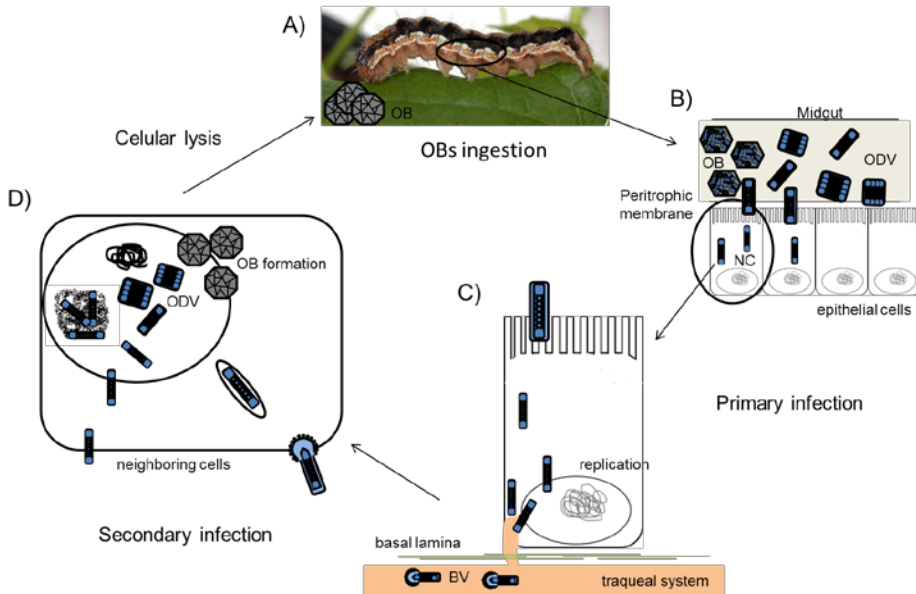 A)
OB
OBs ingestion
Celular lysis
B)
Midgut
OB
ODV
Peritrophic
membrane
NC
epithelial cells
Primary infection
C)
replication
basal lamina
BV
traqueal system
D)
OB formation
ODV
neighboring cells
Secondary infection